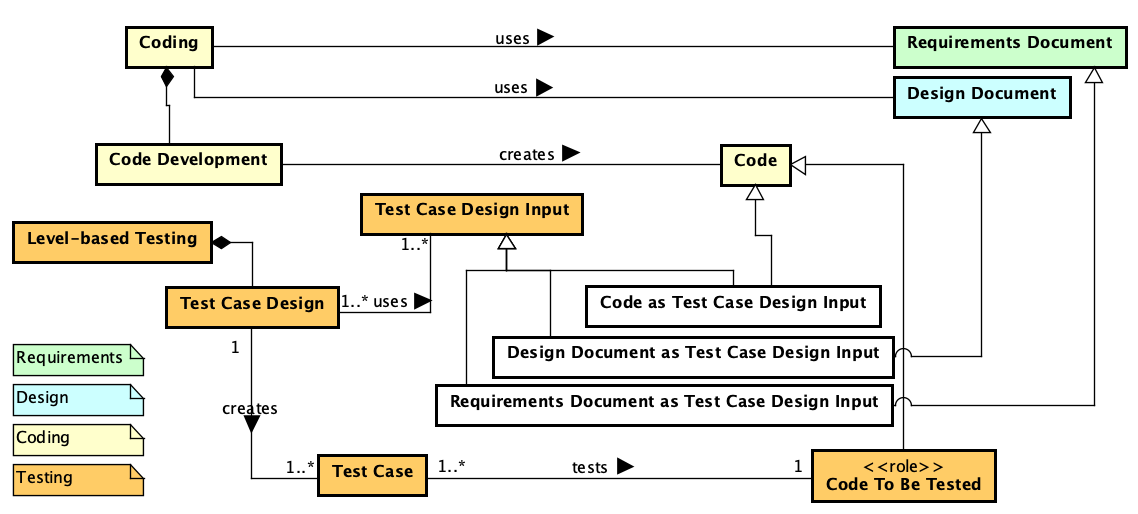 Coding
uses
Requirements Document
uses
Design Document
Code Development
creates
Code
Test Case Design Input
1..*
Level-based Testing
Test Case Design
1..* uses
Code as Test Case Design Input
1
Requirements
Design Document as Test Case Design Input
Design
Requirements Document as Test Case Design Input
creates
Coding
1..*
Test Case
1..*
tests
1
<<role>>
Code To Be Tested
Testing